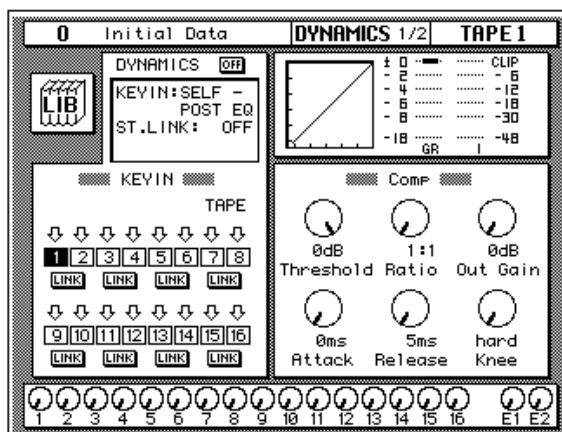 0 Initial Data DYNAMICS 1/2 TAPE 1
DYNAMICS OFF
LIB
KEYIN:SELF -
POST EQ
ST.LINK: OFF
± 0 CLIP
- 2 - 6
- 4 -12
- 6 -18
- 8 -30
-18 -48
GR I
KEYIN
TAPE
1 2 3 4 5 6 7 8
LINK LINK LINK LINK
9 10 11 12 13 14 15 16
LINK LINK LINK LINK
Comp
0dB 1:1 0dB
Threshold Ratio Out Gain
0ms 5ms hard
Attack Release Knee
1 2 3 4 5 6 7 8 9 10 11 12 13 14 15 16 E1 E2